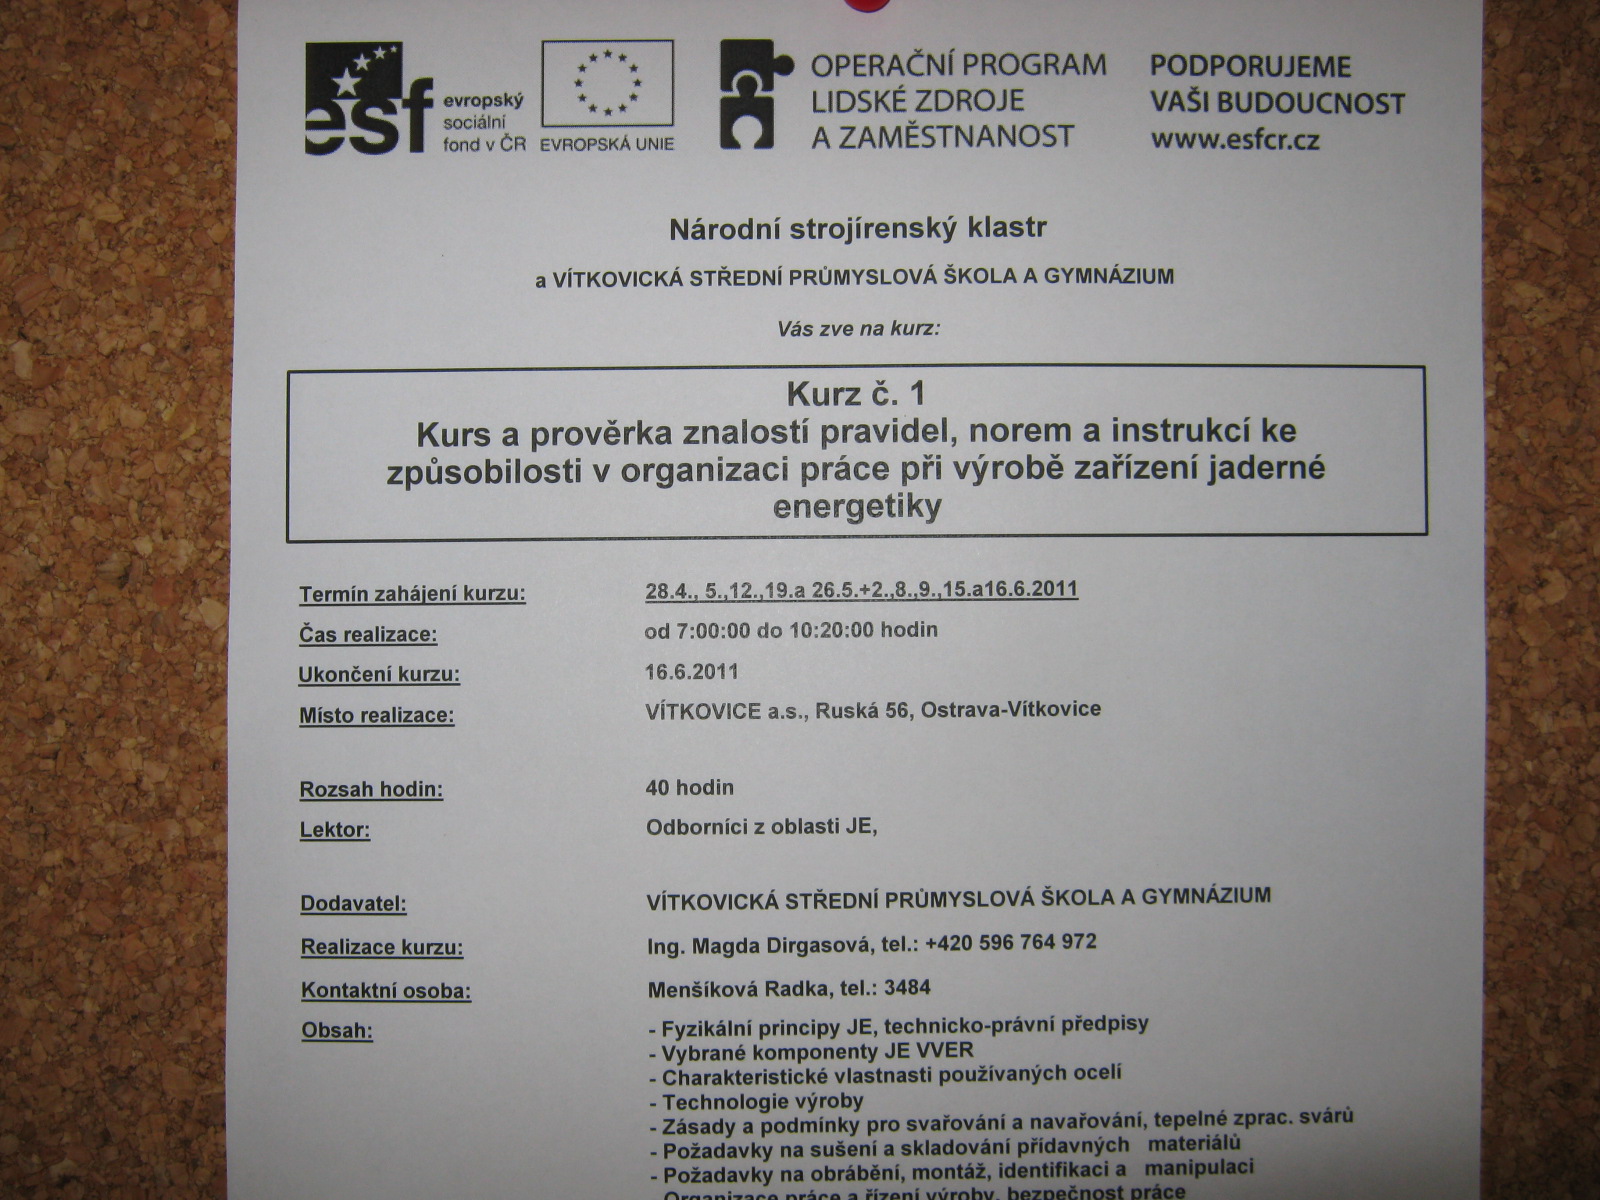 esf
evropský
sociální
fond v ČR
EVROPSKÁ UNIE
OPERAČNÍ PROGRAM
LIDSKÉ ZDROJE
A ZAMĚSTNANOST
PODPORUJEME
VAŠI BUDOUCNOST
www.esfcr.cz
Národní strojírenský klastr
a VÍTKOVICKÁ STŘEDNÍ PRŮMYSLOVÁ ŠKOLA A GYMNÁZIUM
Vás zve na kurz:
Kurz č. 1
Kurs a prověrka znalostí pravidel, norem a instrukcí ke
způsobilosti v organizaci práce při výrobě zařízení jaderné
energetiky
Termín zahájení kurzu: 28.4., 5.,12.,19.a 26.5.+2.,8.,9.,15.a16.6.2011
Čas realizace: od 7:00:00 do 10:20:00 hodin
Ukončení kurzu: 16.6.2011
Místo realizace: VÍTKOVICE a.s., Ruská 56, Ostrava-Vítkovice
Rozsah hodin: 40 hodin
Lektor: Odborníci z oblasti JE,
Dodavatel: VÍTKOVICKÁ STŘEDNÍ PRŮMYSLOVÁ ŠKOLA A GYMNÁZIUM
Realizace kurzu: Ing. Magda Dirgasová, tel.: +420 596 764 972
Kontaktní osoba: Menšíková Radka, tel.: 3484
Obsah: - Fyzikální principy JE, technicko-právní předpisy
- Vybrané komponenty JE VVER
- Charakteristické vlastnasti používaných ocelí
- Technologie výroby
- Zásady a podmínky pro svařování a navařování, tepelné zprac. svárů
- Požadavky na sušení a skladování přídavných materiálů
- Požadavky na obrábění, montáž, identifikaci a manipulaci
- Organizace práce a řízení výroby, bezpečnost práce